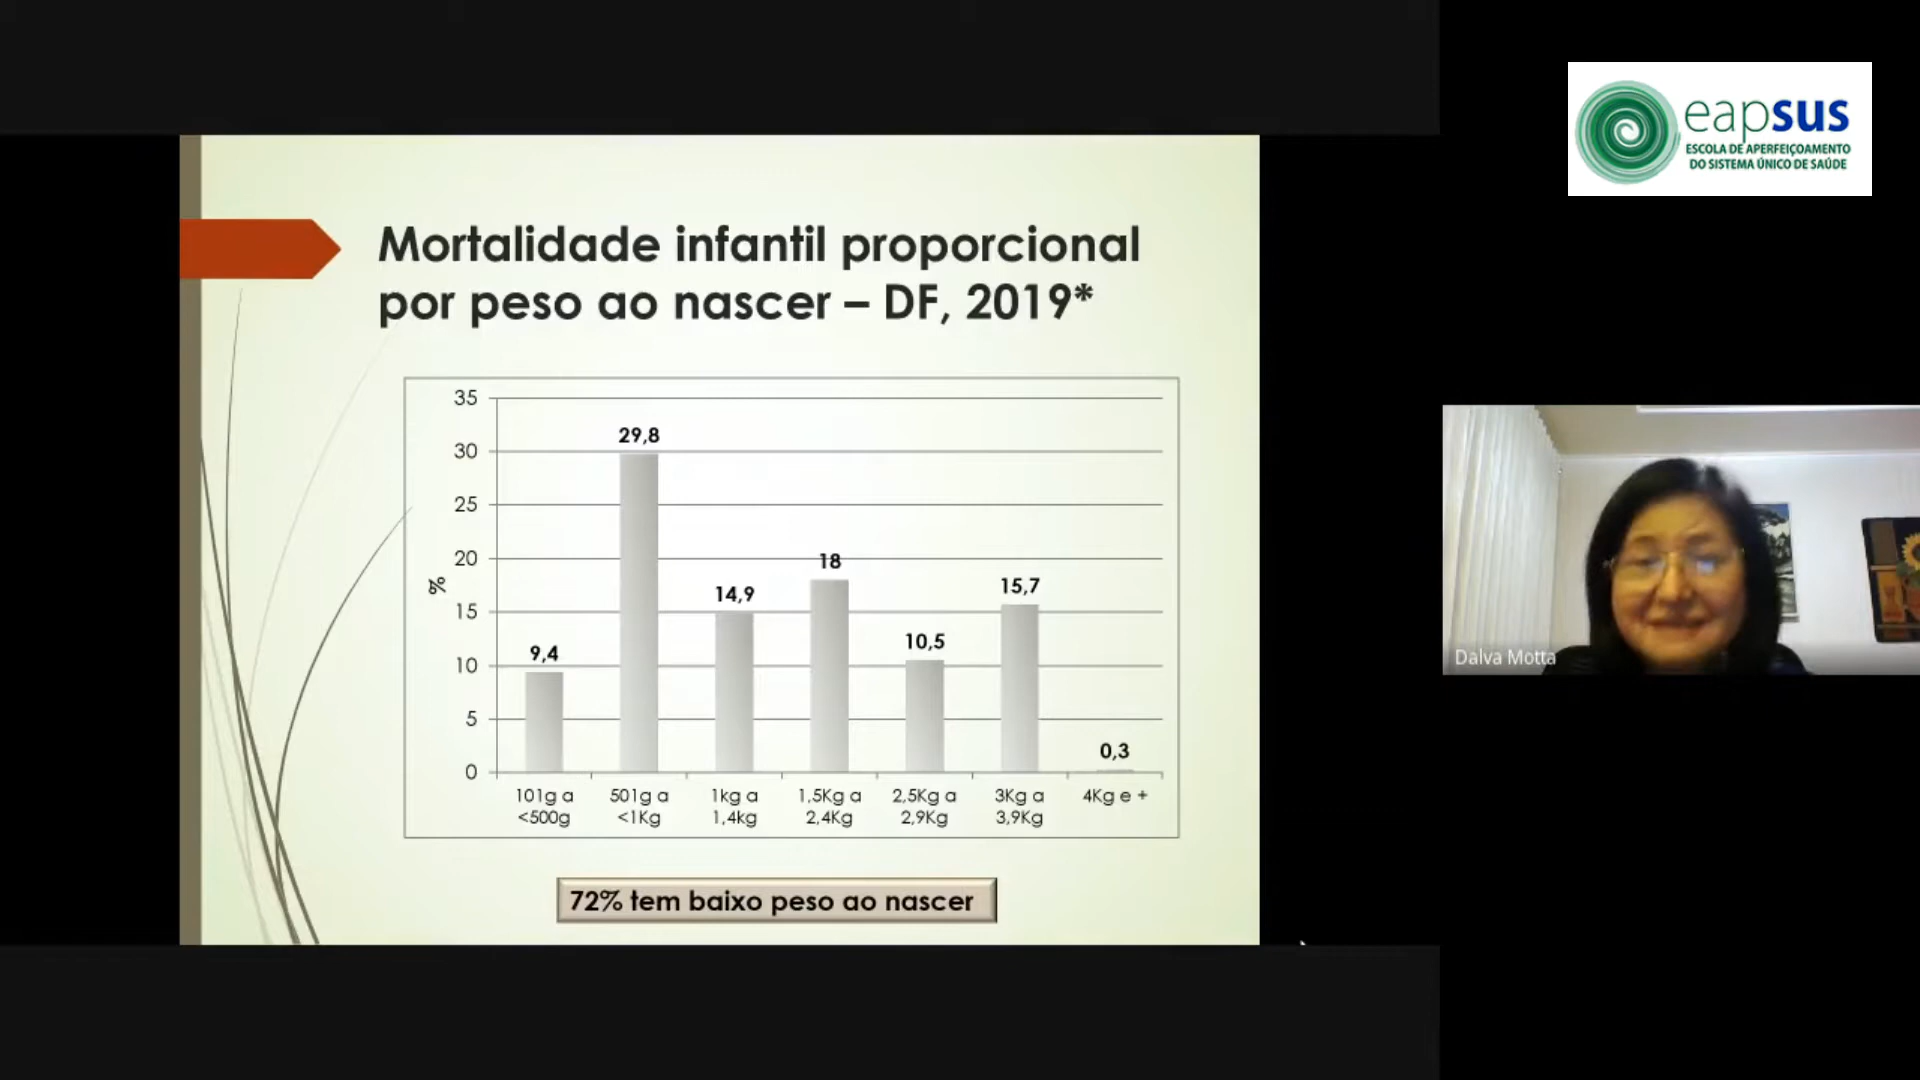 eapsus
ESCOLA DE APERFEIÇOAMENTO
DO SISTEMA ÚNICO DE SAÚDE
Mortalidade infantil proporcional
por peso ao nascer – DF, 2019*
%
35
30
25
20
15
10
5
0
9,4
29,8
14,9
18
10,5
15,7
0,3
101g a
<500g
501g a
<1Kg
1kg a
1,4kg
1,5Kg a
2,4Kg
2,5Kg a
2,9Kg
3Kg a
3,9Kg
4Kg e +
72% tem baixo peso ao nascer
Dalva Motta